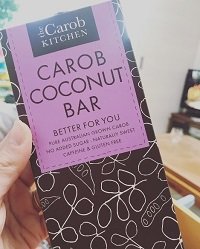 the Carob
KITCHEN
CAROB
COCONUT
BAR
BETTER FOR YOU
PURE AUSTRALIAN GROWN CAROB
NO ADDED SUGAR · NATURALLY SWEET
CAFFEINE & GLUTEN FREE